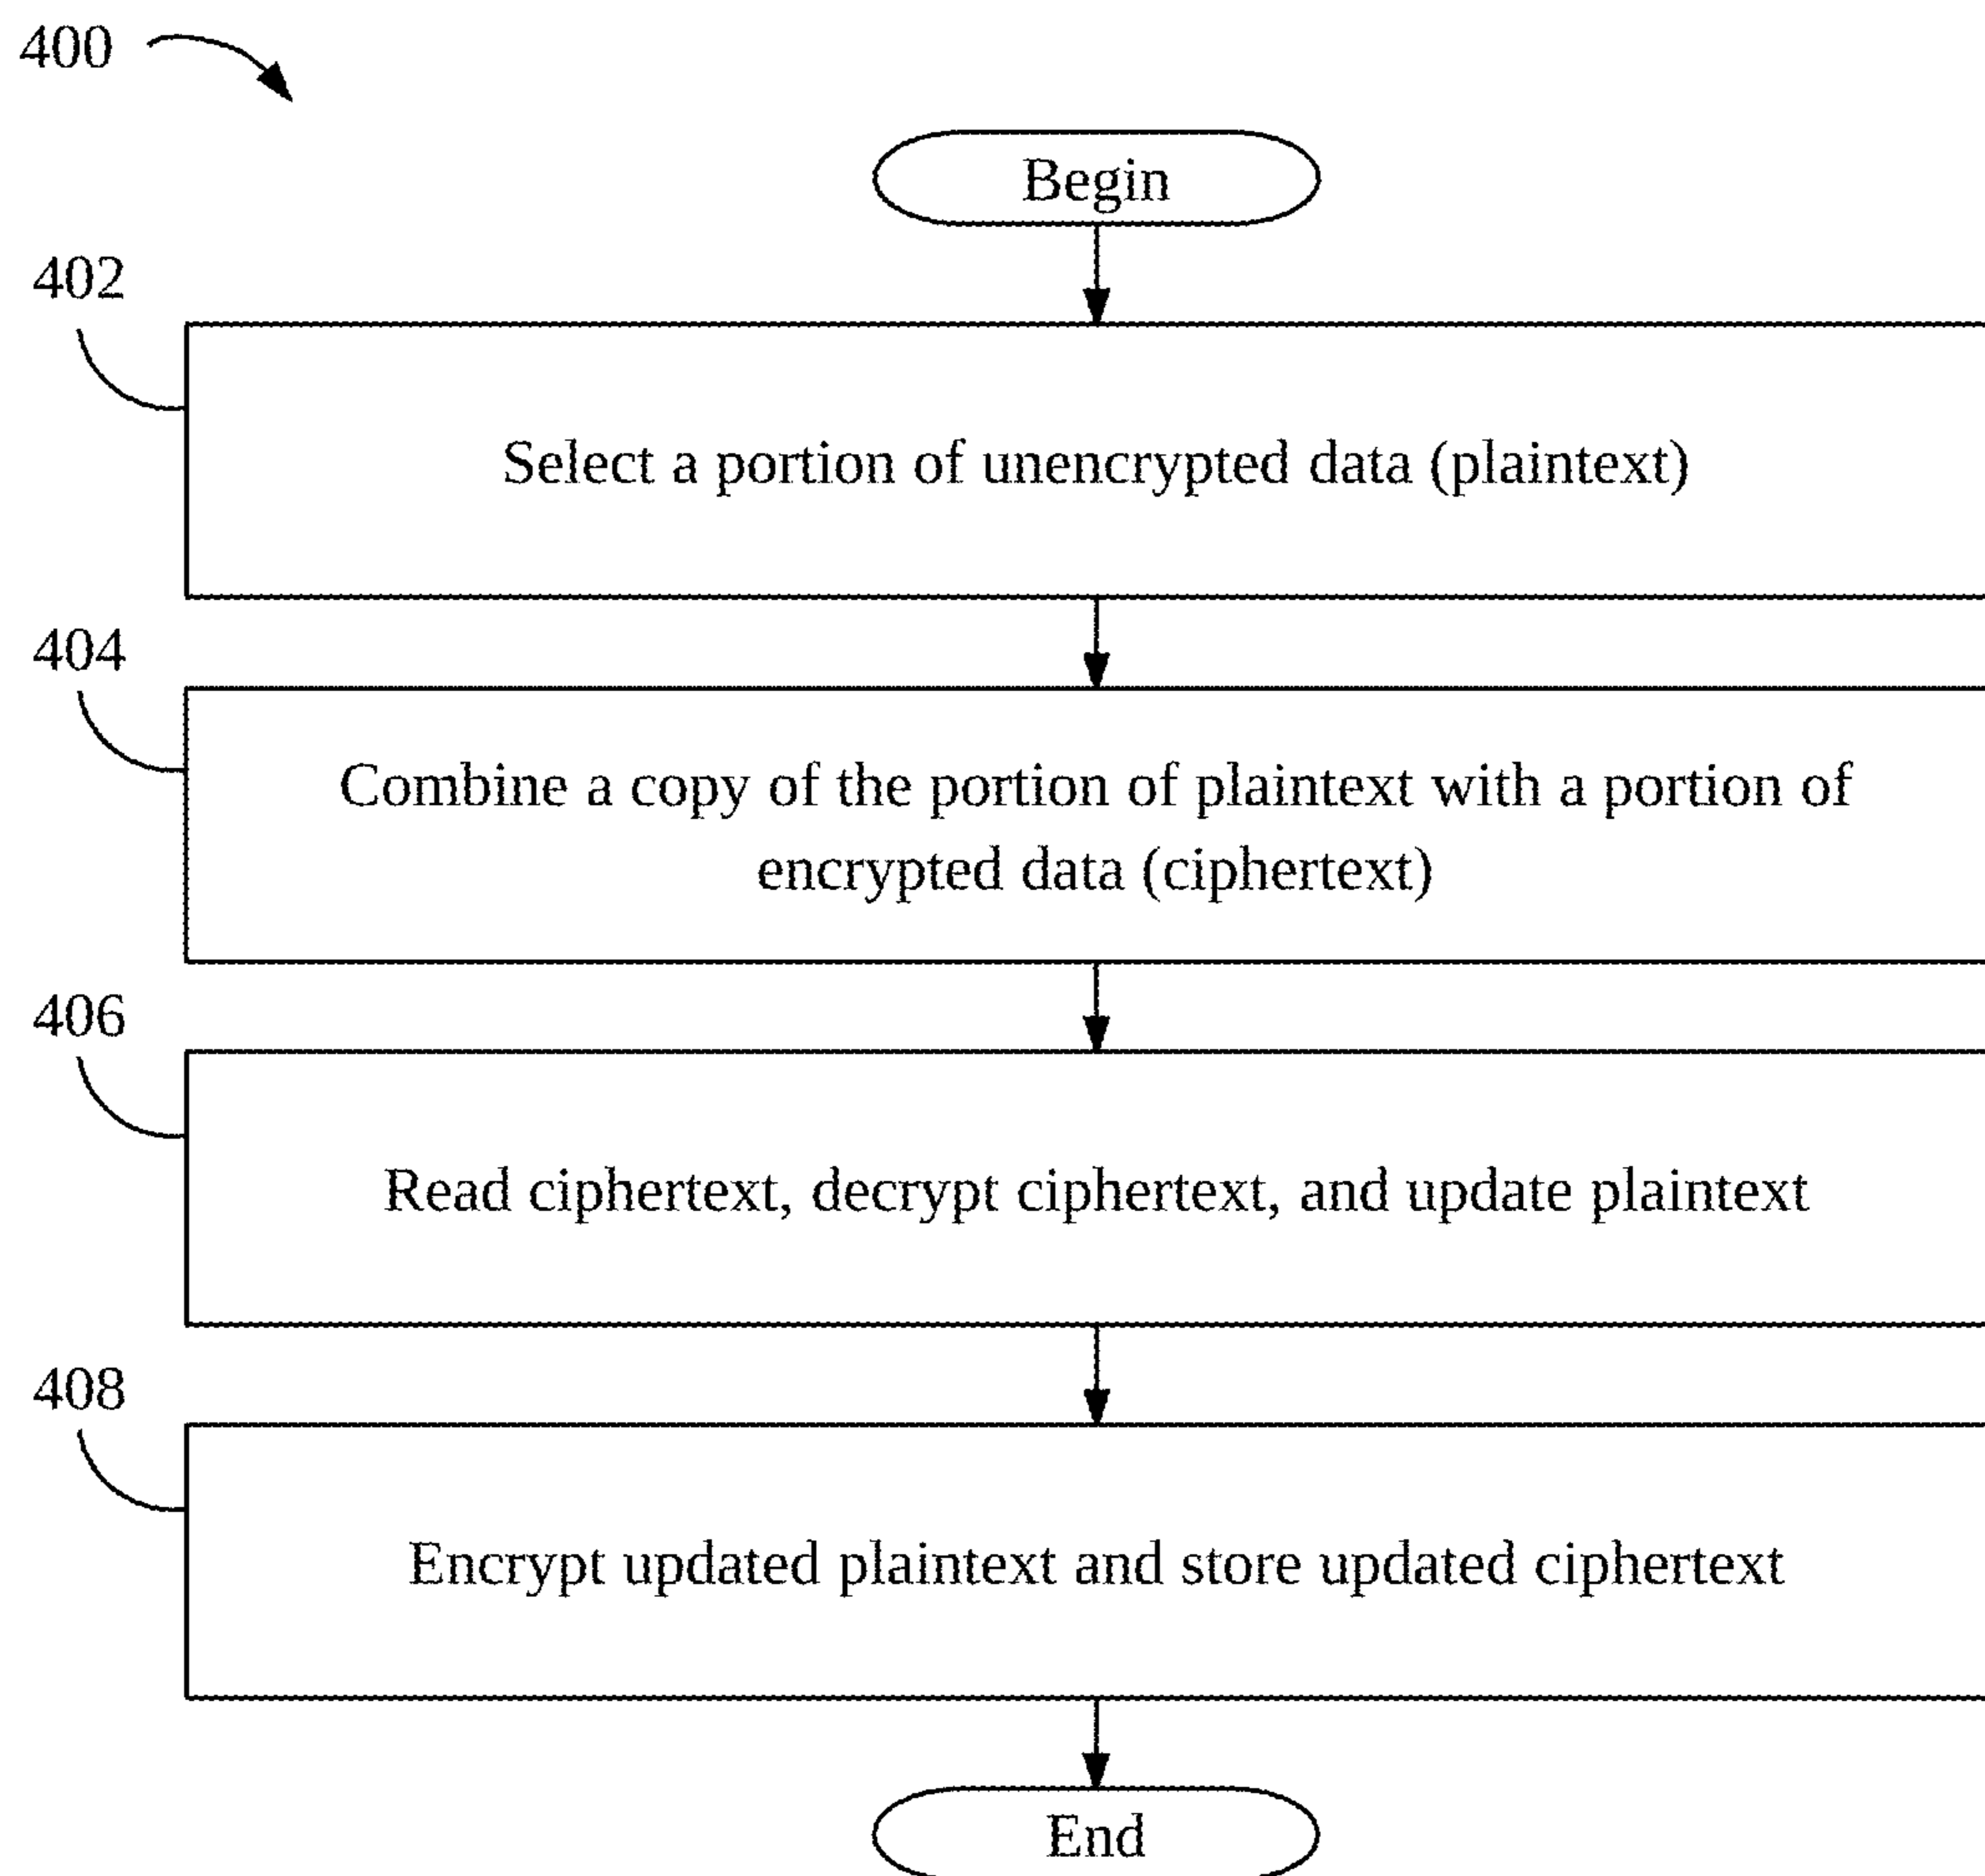 400
Begin
402
Select a portion of unencrypted data (plaintext)
404
Combine a copy of the portion of plaintext with a portion of
encrypted data (ciphertext)
406
Read ciphertext, decrypt ciphertext, and update plaintext
408
Encrypt updated plaintext and store updated ciphertext
End